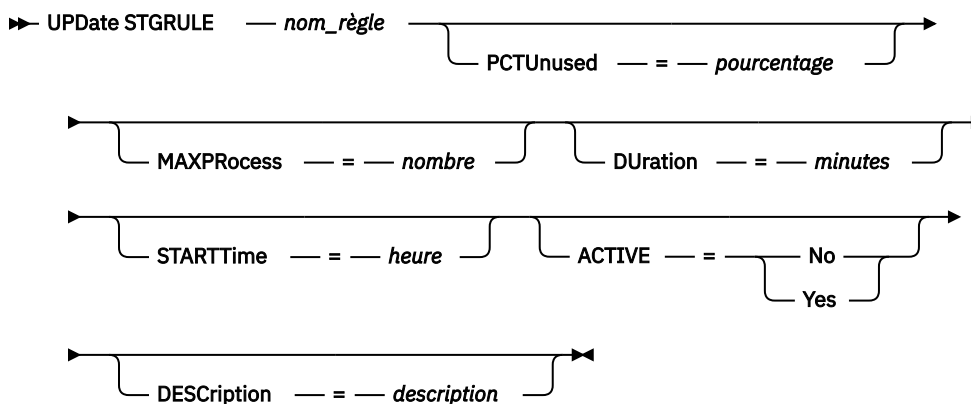 UPDate STGRULE nom_règle
PCTUnused = pourcentage
MAXPRocess = nombre DUration = minutes
STARTTime = heure ACTIVE = No
Yes
DESCription = description